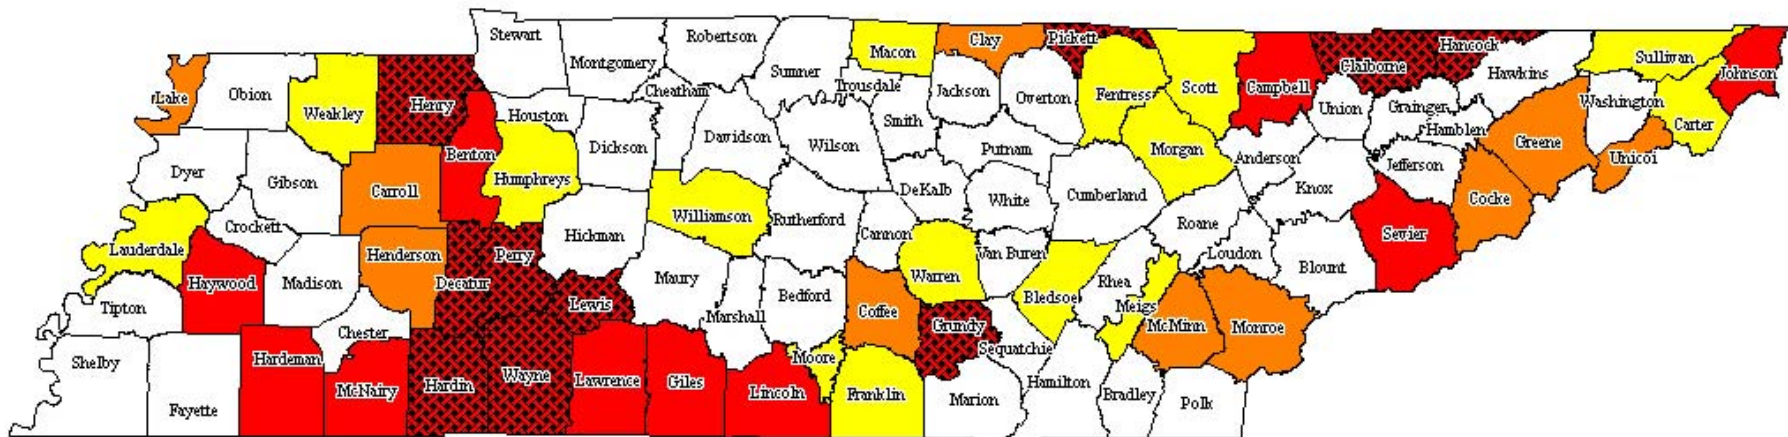 Stewart
Robertson
Montgomery
Sumner
Macon
Clay
Pickett
Scott
Campbell
Claiborne
Hancock
Hawkins
Sullivan
Johnson
Lake
Obion
Weakley
Henry
Houston
Cheatham
Trousdale
Jackson
Overton
Fentress
Union
Grainger
Hamblen
Washington
Carter
Dyer
Gibson
Carroll
Benton
Humphreys
Dickson
Davidson
Wilson
Smith
Putnam
Morgan
Anderson
Knox
Jefferson
Greene
Unicoi
Lauderdale
Crockett
Henderson
Decatur
Perry
Hickman
Williamson
Rutherford
Cannon
DeKalb
White
Cumberland
Roane
Loudon
Blount
Sevier
Cocke
Tipton
Haywood
Madison
Chester
Lewis
Maury
Marshall
Bedford
Coffee
Warren
Van Buren
Bledsoe
Rhea
Meigs
McMinn
Monroe
Shelby
Fayette
Hardeman
McNairy
Hardin
Wayne
Lawrence
Giles
Lincoln
Moore
Franklin
Grundy
Sequatchie
Marion
Hamilton
Bradley
Polk